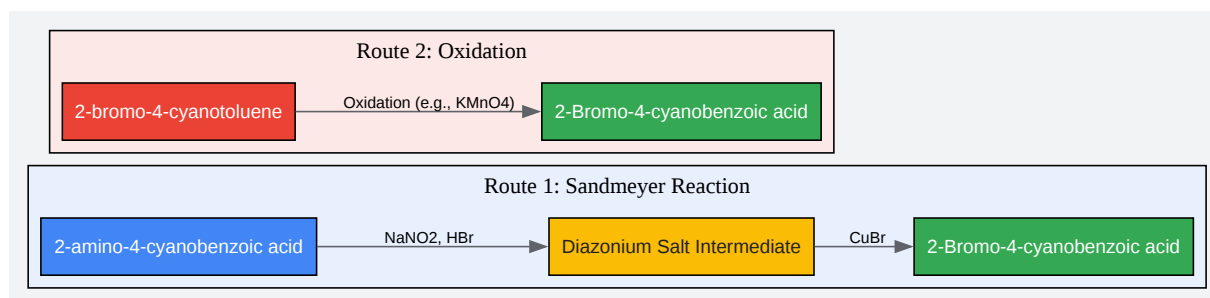 Route 2: Oxidation
2-bromo-4-cyanotoluene
Oxidation (e.g., KMnO4)
2-Bromo-4-cyanobenzoic acid
Route 1: Sandmeyer Reaction
2-amino-4-cyanobenzoic acid
NaNO2, HBr
Diazonium Salt Intermediate
CuBr
2-Bromo-4-cyanobenzoic acid